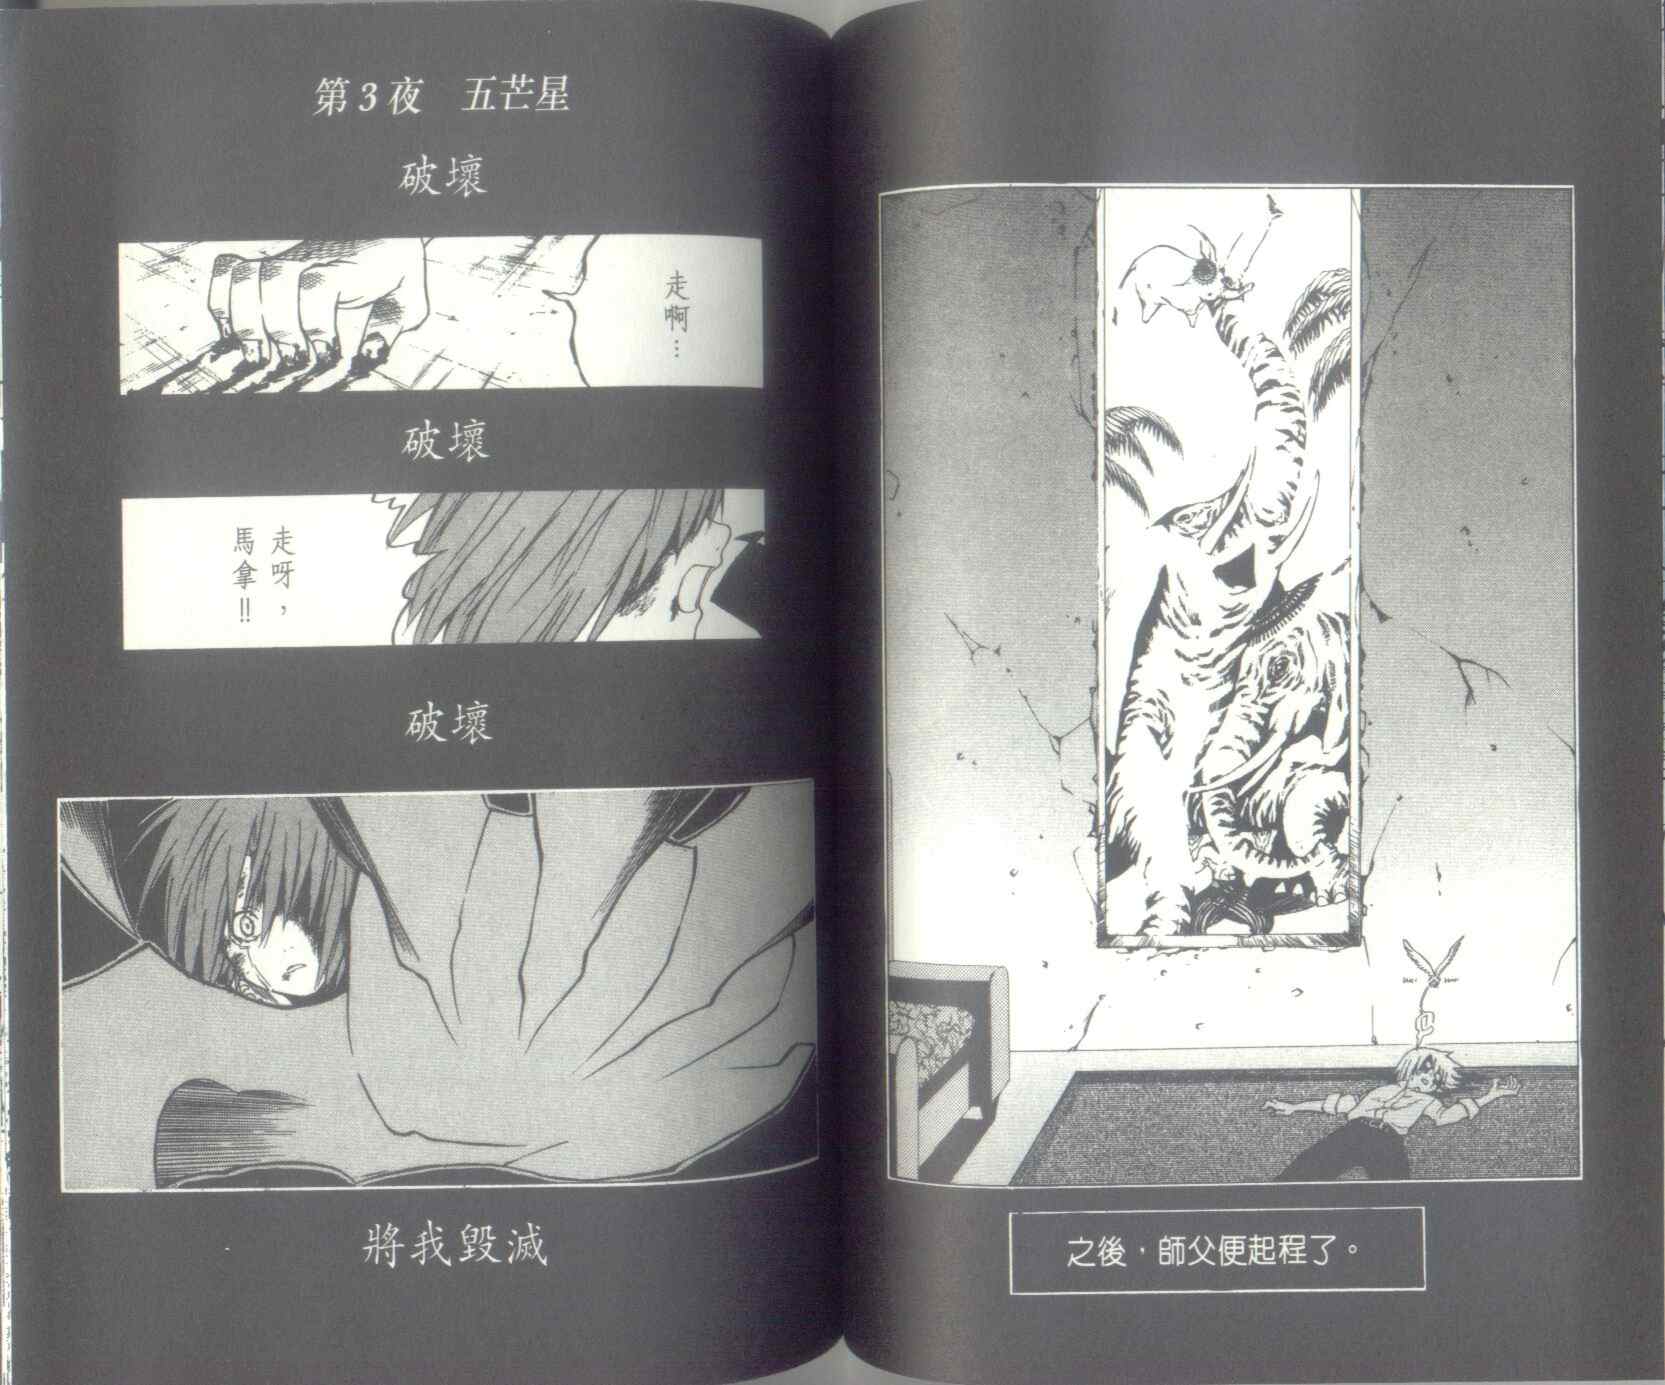 之後，師父便起程了。
第3夜 五芒星
破壞
走啊…
破壞
走呀，
馬拿!!
破壞
將我毀滅